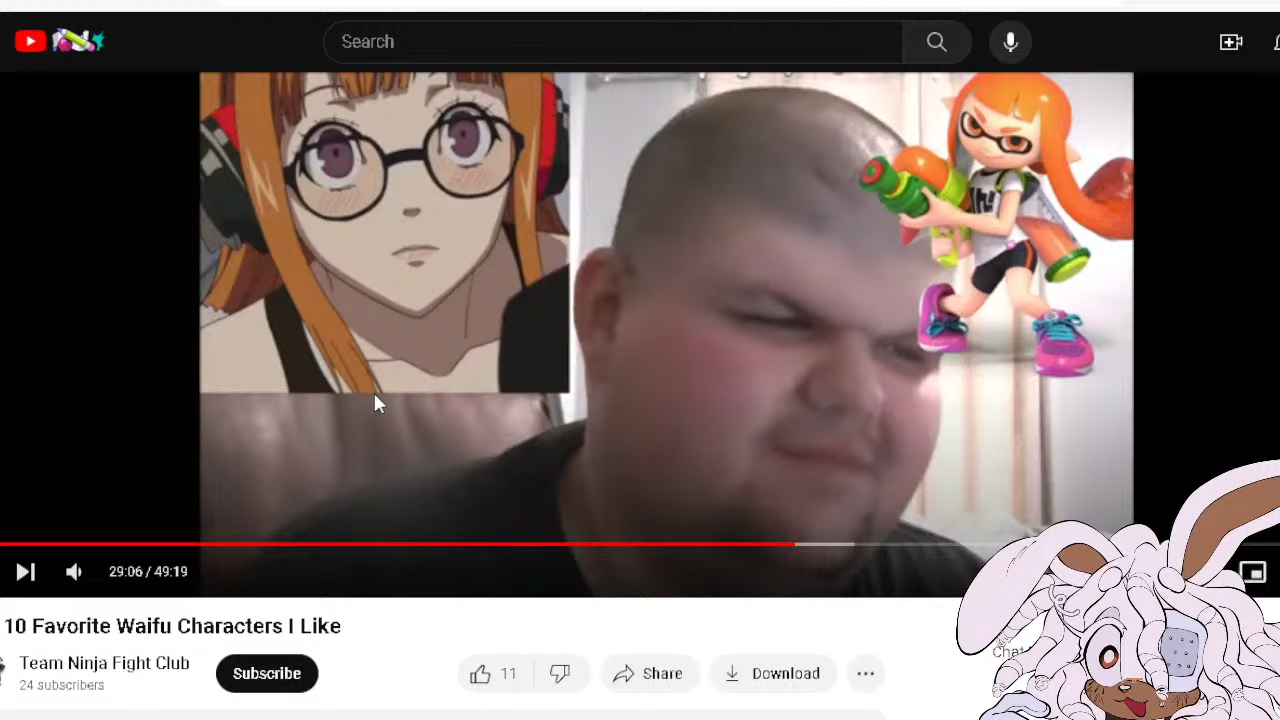 Search
29:06 / 49:19
10 Favorite Waifu Characters I Like
Team Ninja Fight Club
24 subscribers
Subscribe
11
Share
Download
Chat